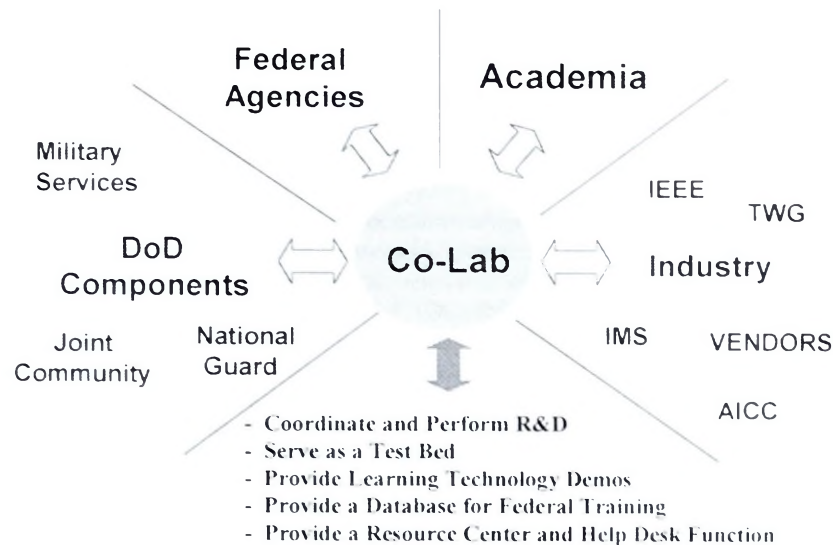 Federal
Agencies
Academia
Military
Services
IEEE
TWG
DoD
Components
Co-Lab
Industry
Joint
Community
National
Guard
IMS
VENDORS
AICC
- Coordinate and Perform R&D
- Serve as a Test Bed
- Provide Learning Technology Demos
- Provide a Database for Federal Training
- Provide a Resource Center and Help Desk Function